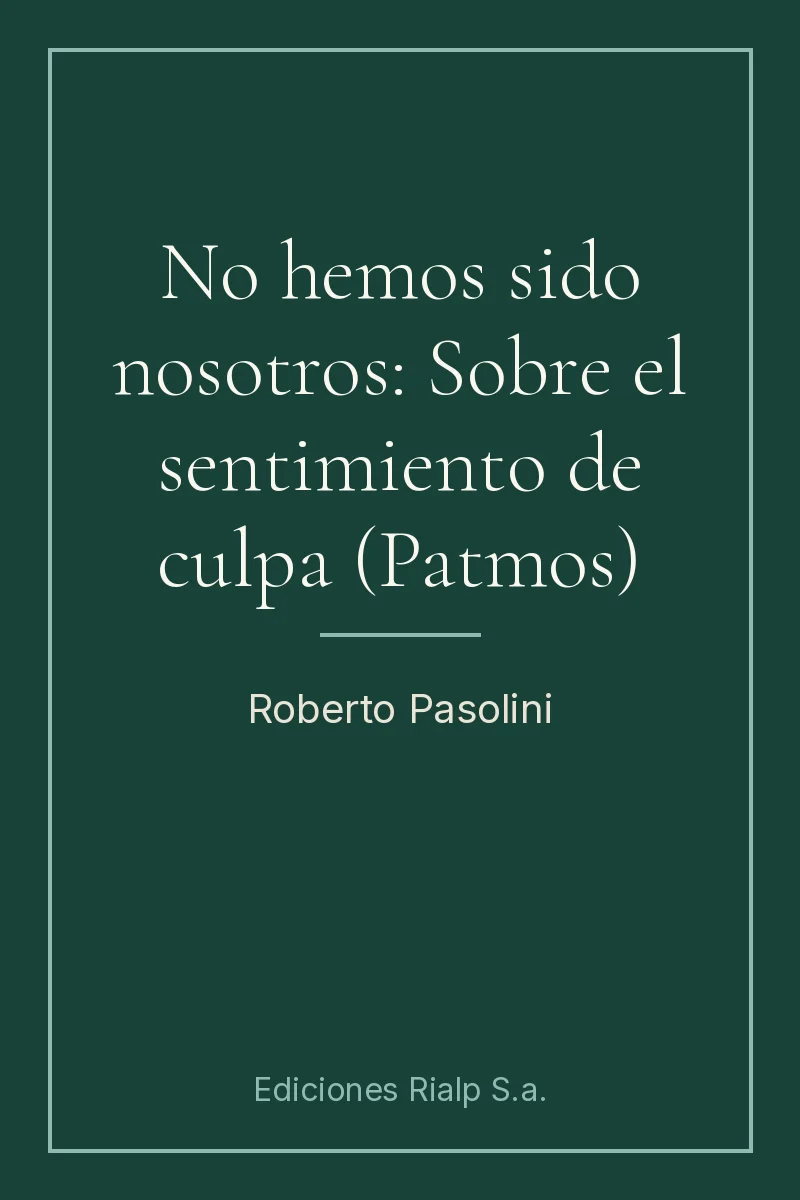 No hemos sido
nosotros: Sobre el
sentimiento de
culpa (Patmos)
Roberto Pasolini
Ediciones Rialp S.a.